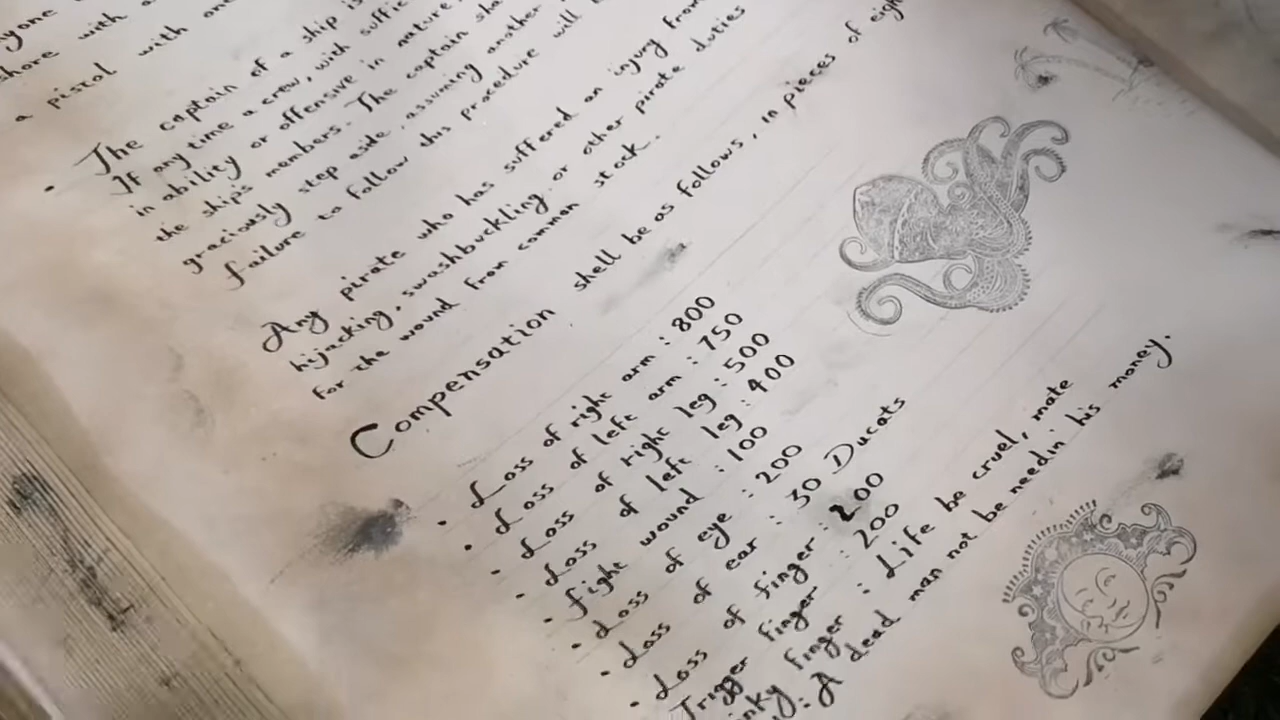 yone
shore with a
a pistol with one
• The captain of a ship is
If any time a crew, with suffic
in ability or offensive in nature,
the ship's members. The captain sha
graciously step aside, assuming another
failure to follow this procedure will
Any pirate who has suffered an injury from
hijacking, swashbuckling, or other pirate duties
for the wound from common stock.
Compensation shell be as follows, in pieces of eigh
• Loss of right arm : 800
• Loss of left arm : 750
• Loss of right leg : 500
• Loss of left leg : 400
• fight wound : 100
• Loss of eye : 200
• Loss of ear : 30 Ducats
• Loss of finger : 200
Trigger finger : 200
inky finger : Life be cruel, mate
: A dead man not be needin' his money.